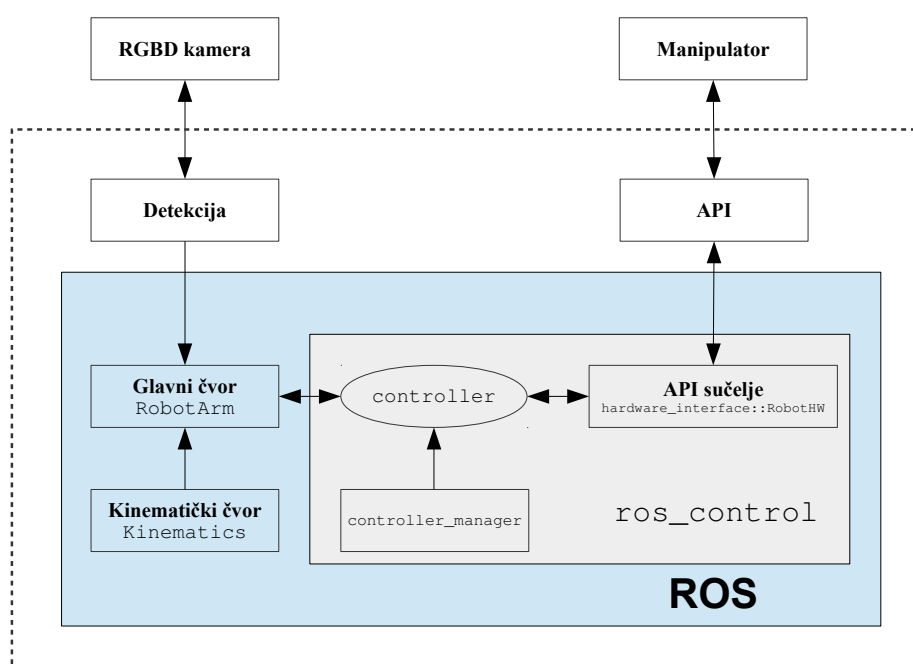 RGBD kamera
Manipulator
Detekcija
API
Glavni čvor
RobotArm
controller
API sučelje
hardware_interface::RobotHW
Kinematički čvor
Kinematics
controller_manager
ros_control
ROS